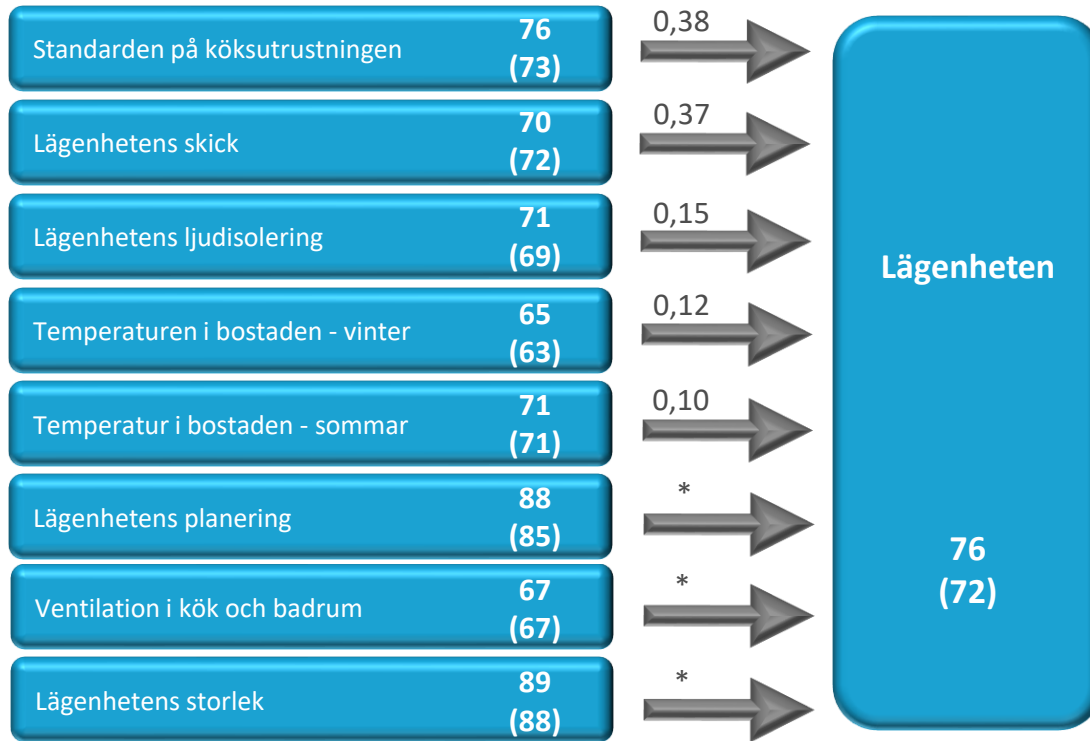 Standarden på köksutrustningen
76
(73)
0,38
Lägenhetens skick
70
(72)
0,37
Lägenhetens ljudisolering
71
(69)
0,15
Temperaturen i bostaden - vinter
65
(63)
0,12
Temperatur i bostaden - sommar
71
(71)
0,10
Lägenhetens planering
88
(85)
*
Ventilation i kök och badrum
67
(67)
*
Lägenhetens storlek
89
(88)
*
Lägenheten
76
(72)